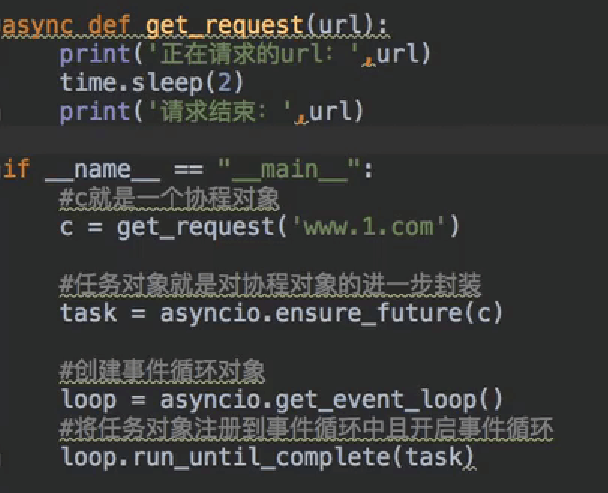 async def get_request(url):
    print('正在请求的url：',url)
    time.sleep(2)
    print('请求结束：',url)
if __name__ == "__main__":
    #c就是一个协程对象
    c = get_request('www.1.com')
    #任务对象就是对协程对象的进一步封装
    task = asyncio.ensure_future(c)
    #创建事件循环对象
    loop = asyncio.get_event_loop()
    #将任务对象注册到事件循环中且开启事件循环
    loop.run_until_complete(task)